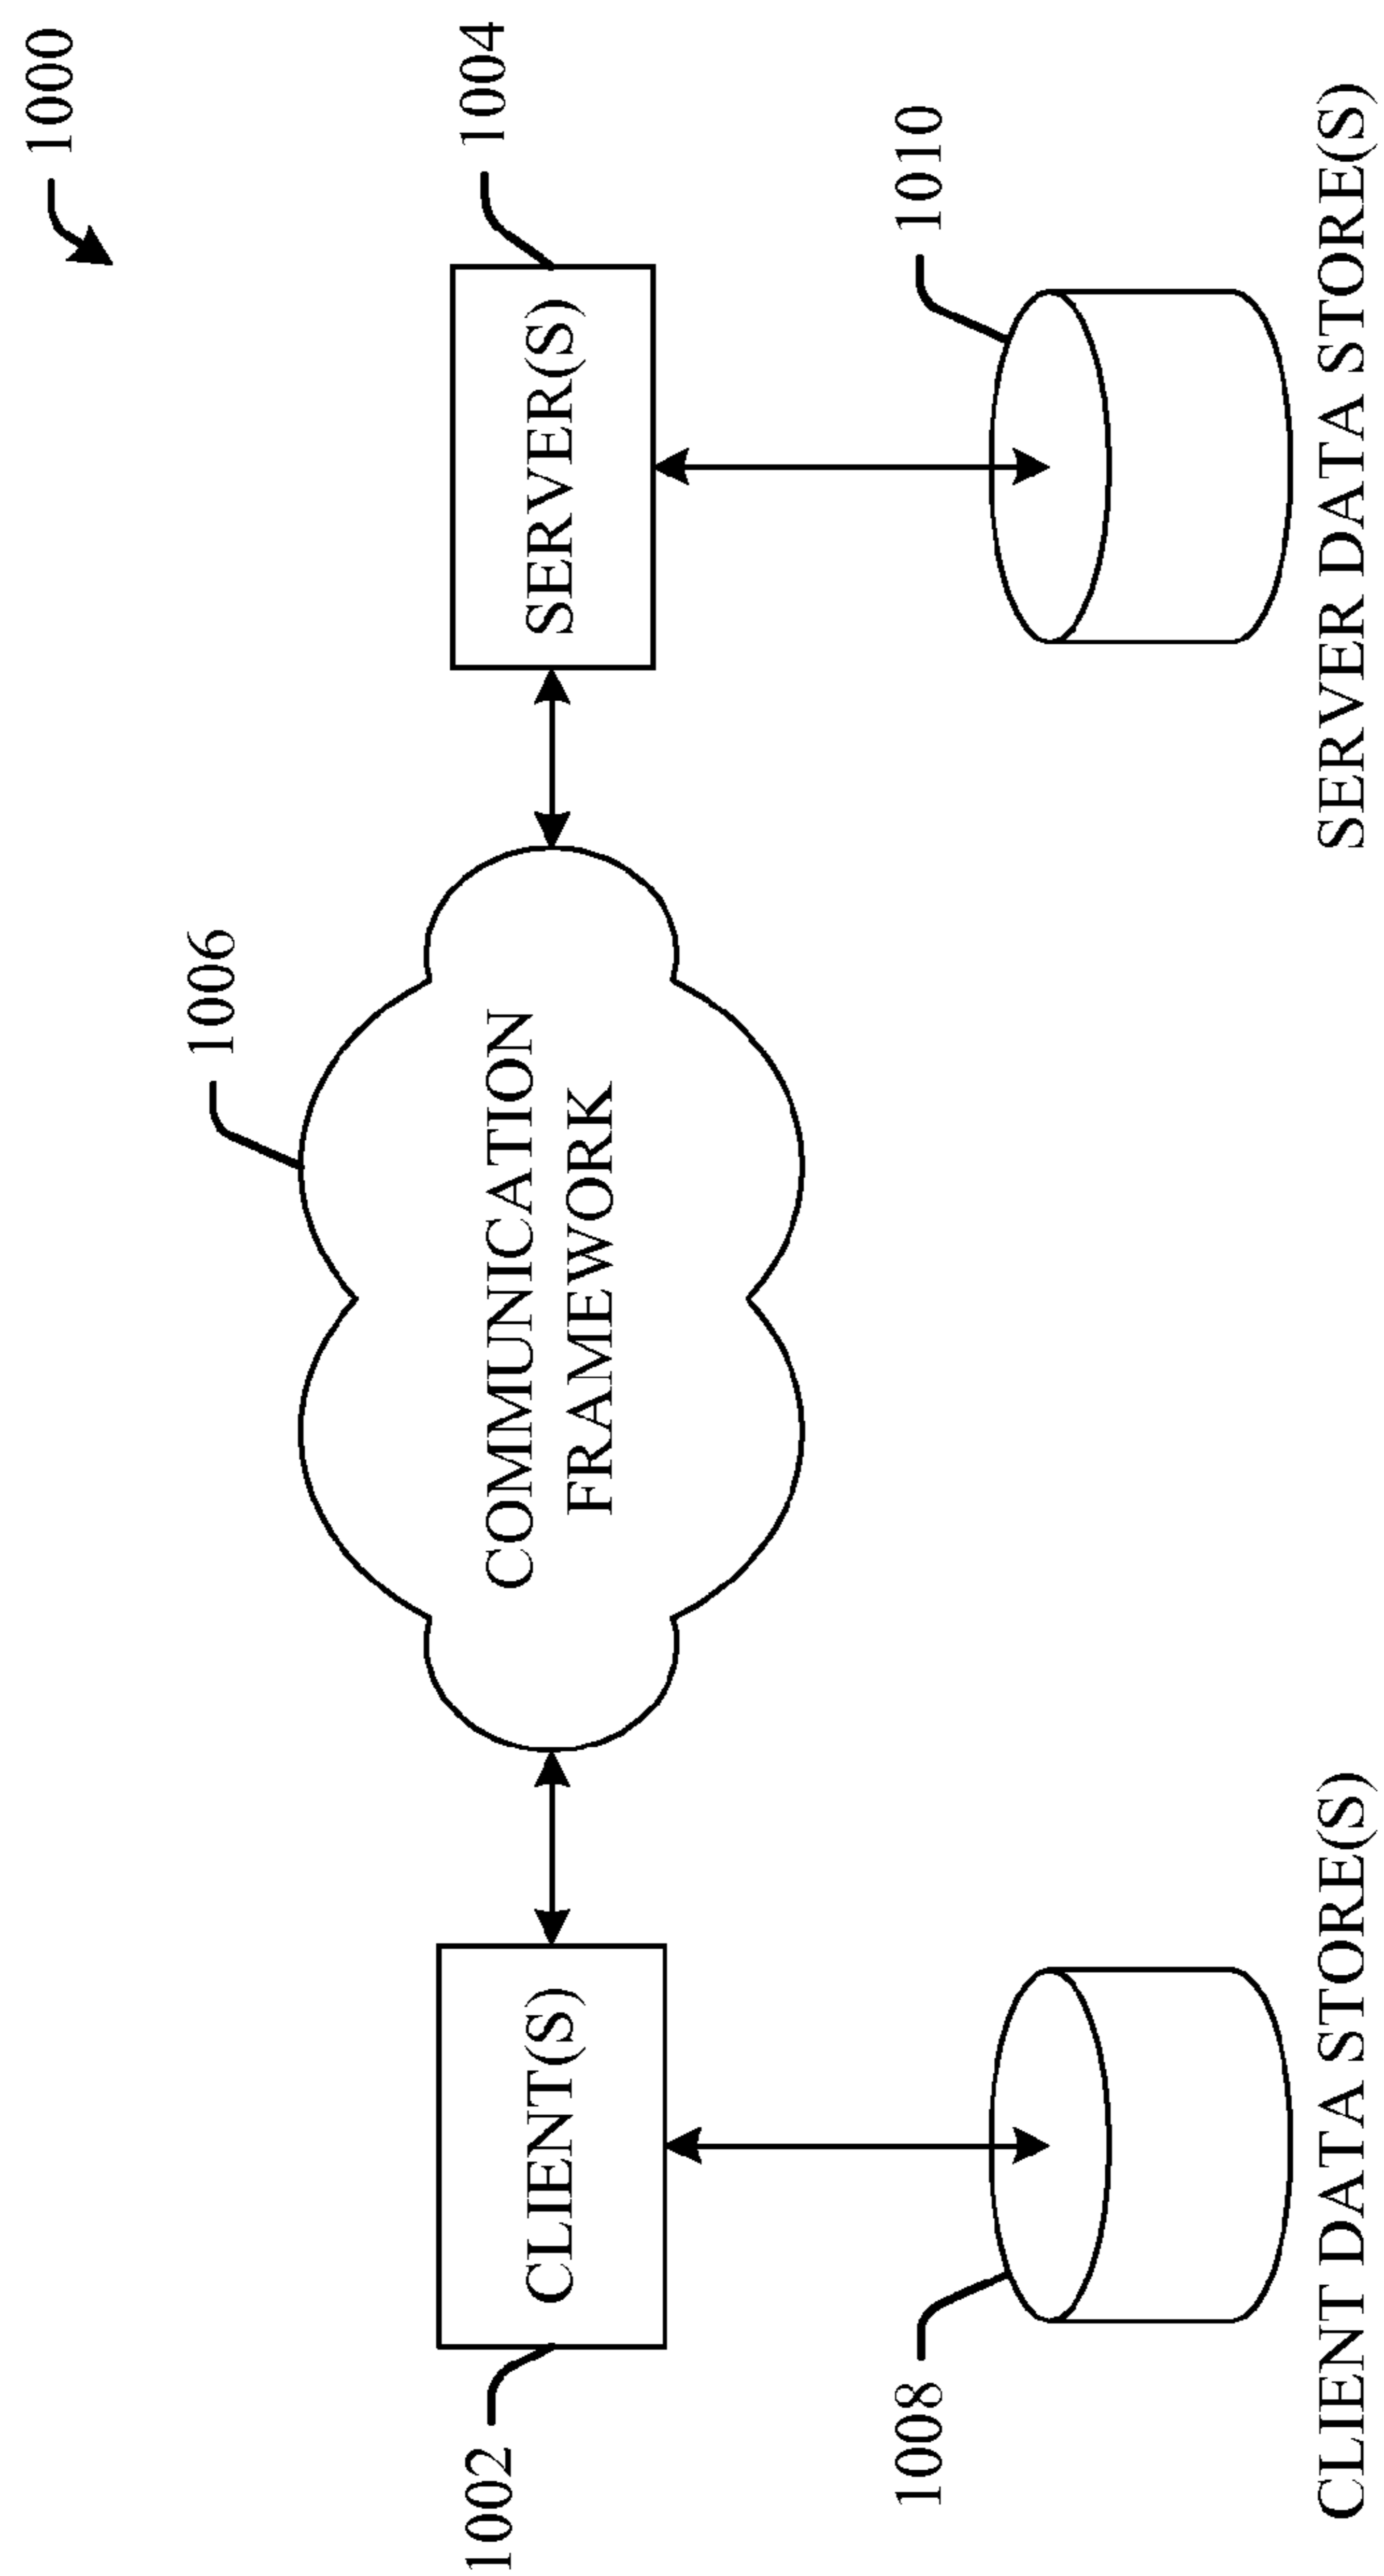 1000
1002
CLIENT(S)
1006
COMMUNICATION
FRAMEWORK
1004
SERVER(S)
1008
CLIENT DATA STORE(S)
1010
SERVER DATA STORE(S)